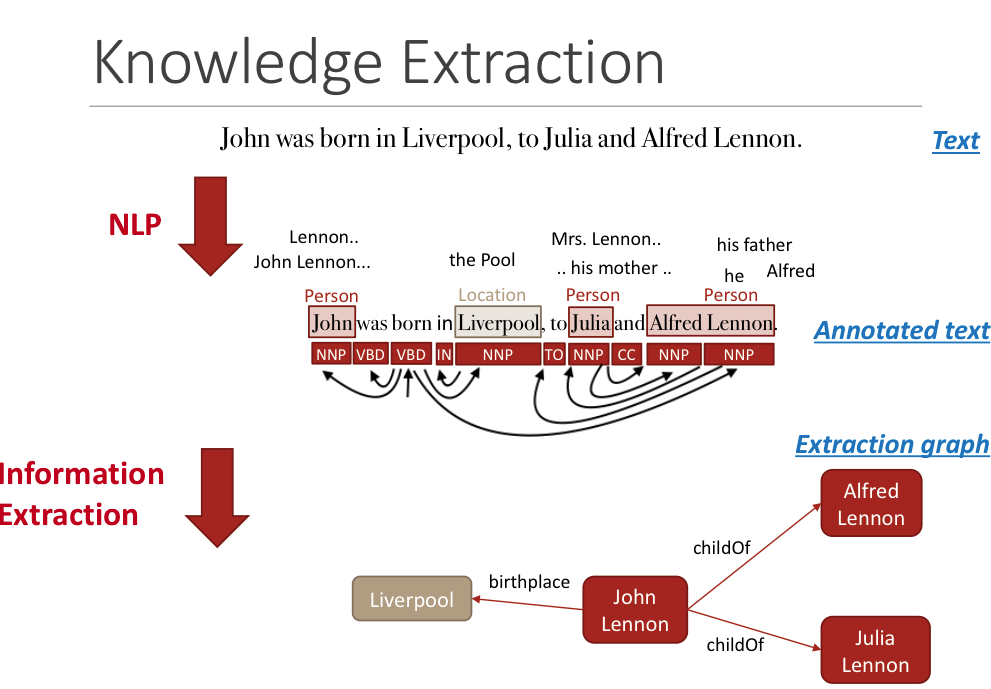 Knowledge Extraction
John was born in Liverpool, to Julia and Alfred Lennon.
Text
NLP
Lennon..
John Lennon...
the Pool
Mrs. Lennon..
.. his mother ..
his father
he
Alfred
Person
Location
Person
Person
John was born in Liverpool, to Julia and Alfred Lennon.
NNP VBD VBD IN NNP TO NNP CC NNP NNP
Annotated text
Extraction graph
Information
Extraction
Alfred
Lennon
childOf
birthplace
Liverpool
John
Lennon
childOf
Julia
Lennon